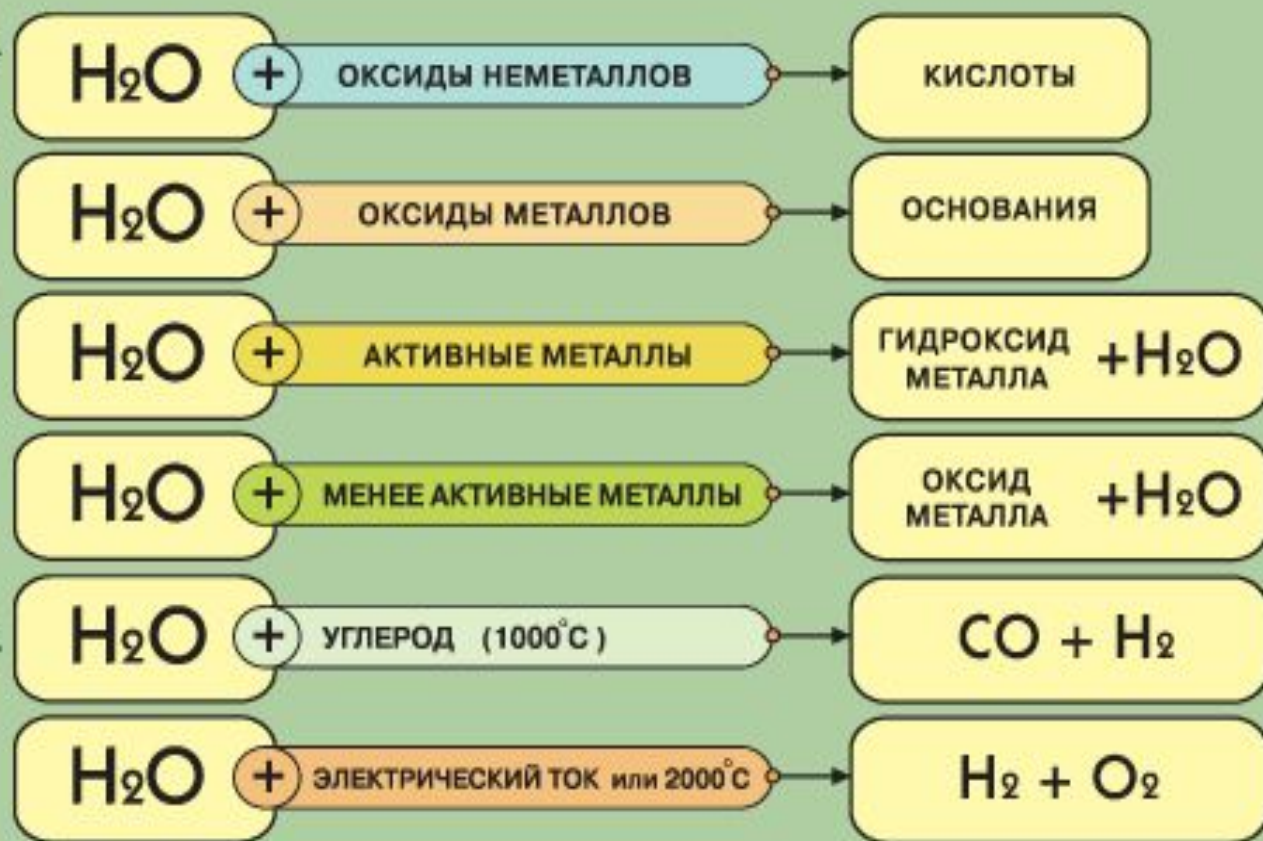 H₂O + ОКСИДЫ НЕМЕТАЛЛОВ КИСЛОТЫ
H₂O + ОКСИДЫ МЕТАЛЛОВ ОСНОВАНИЯ
H₂O + АКТИВНЫЕ МЕТАЛЛЫ ГИДРОКСИД МЕТАЛЛА +H₂O
H₂O + МЕНЕЕ АКТИВНЫЕ МЕТАЛЛЫ ОКСИД МЕТАЛЛА +H₂O
H₂O + УГЛЕРОД (1000°C) CO + H₂
H₂O + ЭЛЕКТРИЧЕСКИЙ ТОК или 2000°C H₂ + O₂